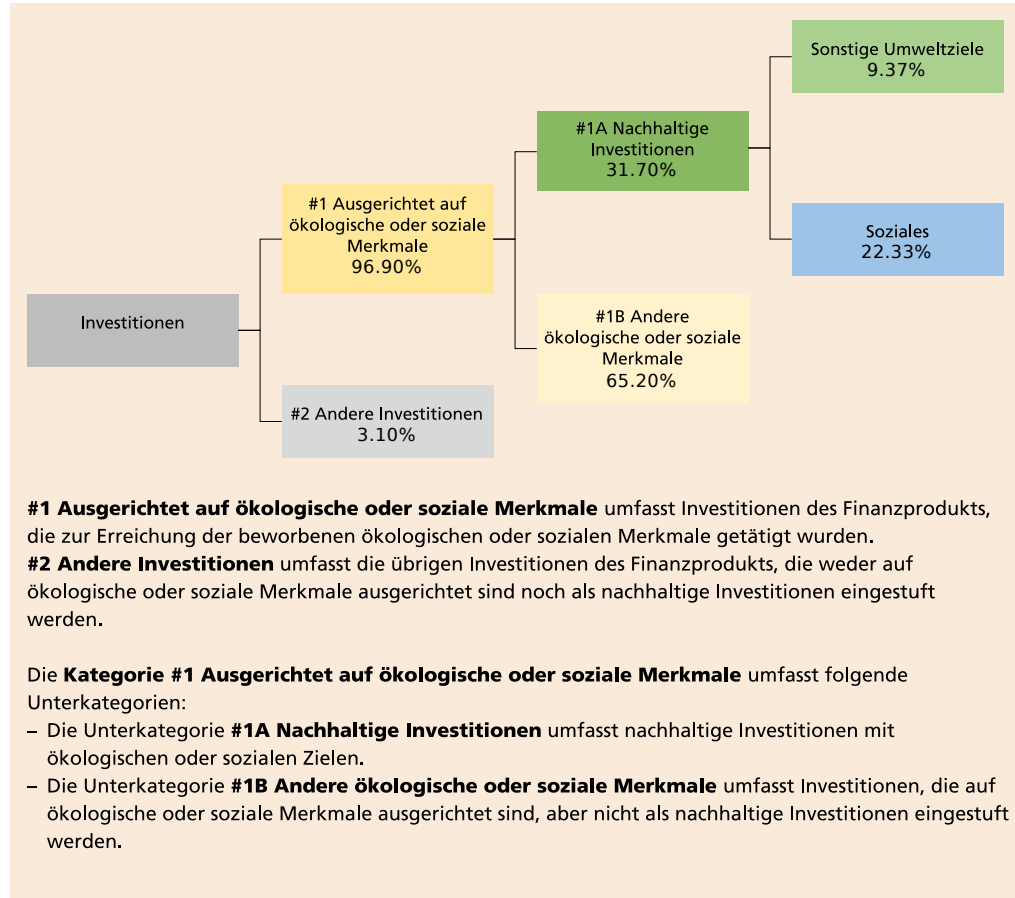 Sonstige Umweltziele
9.37%
#1A Nachhaltige
Investitionen
31.70%
#1 Ausgerichtet auf
ökologische oder soziale
Merkmale
96.90%
Soziales
22.33%
Investitionen
#1B Andere
ökologische oder soziale
Merkmale
65.20%
#2 Andere Investitionen
3.10%
#1 Ausgerichtet auf ökologische oder soziale Merkmale umfasst Investitionen des Finanzprodukts,
die zur Erreichung der beworbenen ökologischen oder sozialen Merkmale getätigt wurden.
#2 Andere Investitionen umfasst die übrigen Investitionen des Finanzprodukts, die weder auf
ökologische oder soziale Merkmale ausgerichtet sind noch als nachhaltige Investitionen eingestuft
werden.
Die Kategorie #1 Ausgerichtet auf ökologische oder soziale Merkmale umfasst folgende
Unterkategorien:
– Die Unterkategorie #1A Nachhaltige Investitionen umfasst nachhaltige Investitionen mit
ökologischen oder sozialen Zielen.
– Die Unterkategorie #1B Andere ökologische oder soziale Merkmale umfasst Investitionen, die auf
ökologische oder soziale Merkmale ausgerichtet sind, aber nicht als nachhaltige Investitionen eingestuft
werden.